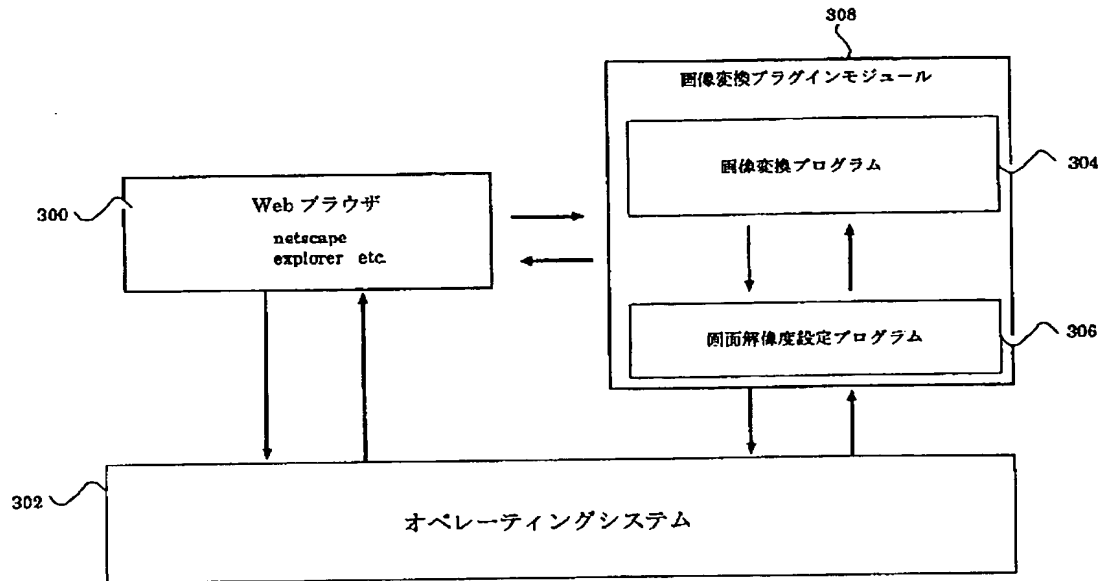 308
画像変換プラグインモジュール
画像変換プログラム
304
300
Web ブラウザ
netscape
explorer etc.
画面解像度設定プログラム
306
302
オペレーティングシステム